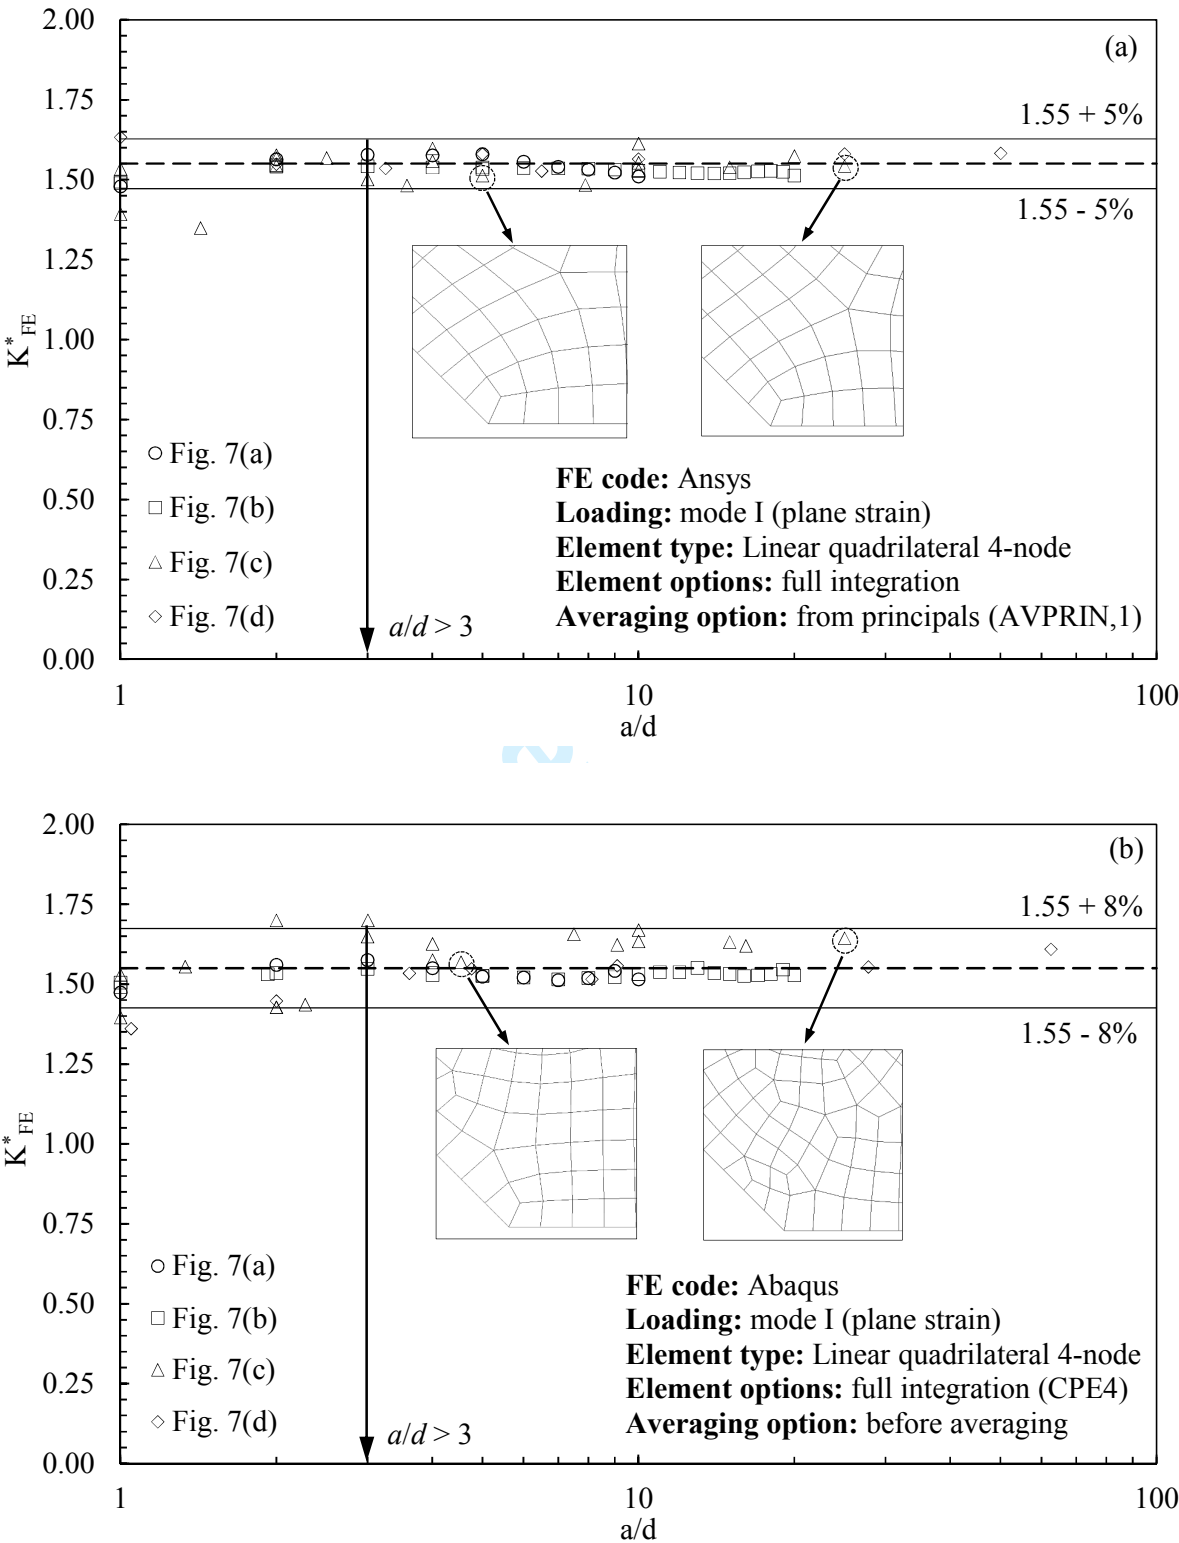 2.00
(a)
1.75
1.55 + 5%
1.50
1.55 - 5%
1.25
1.00
K*FE
0.75
Fig. 7(a)
FE code: Ansys
0.50
Fig. 7(b)
Loading: mode I (plane strain)
Element type: Linear quadrilateral 4-node
Fig. 7(c)
0.25
Element options: full integration
Fig. 7(d)
a/d > 3
Averaging option: from principals (AVPRIN,1)
0.00
1 10 100
a/d
2.00
(b)
1.75
1.55 + 8%
1.50
1.55 - 8%
1.25
1.00
K*FE
0.75
Fig. 7(a)
FE code: Abaqus
0.50
Fig. 7(b)
Loading: mode I (plane strain)
Element type: Linear quadrilateral 4-node
Fig. 7(c)
0.25
Element options: full integration (CPE4)
Fig. 7(d)
a/d > 3
Averaging option: before averaging
0.00
1 10 100
a/d